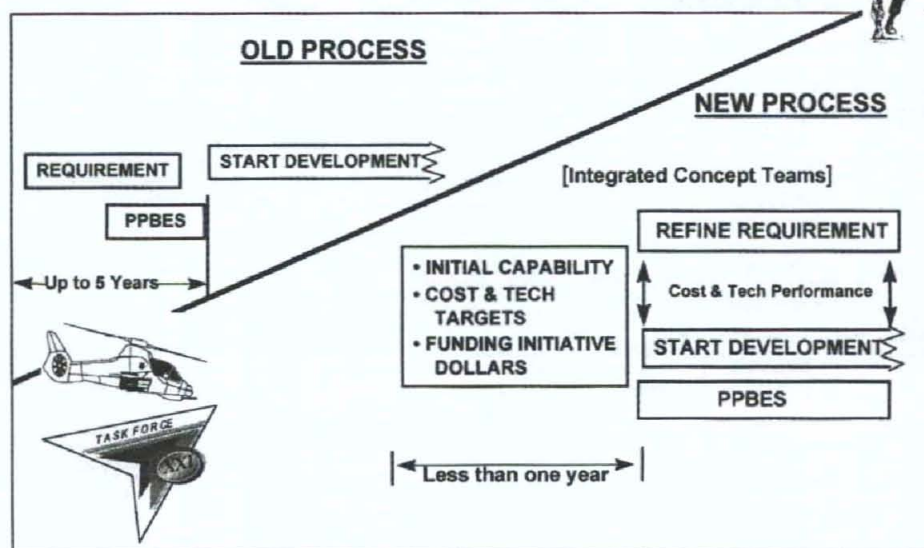 OLD PROCESS
NEW PROCESS
REQUIREMENT
START DEVELOPMENT
PPBES
Up to 5 Years
[Integrated Concept Teams]
• INITIAL CAPABILITY
• COST & TECH
TARGETS
• FUNDING INITIATIVE
DOLLARS
REFINE REQUIREMENT
Cost & Tech Performance
START DEVELOPMENT
PPBES
Less than one year
TASK FORCE
XXI